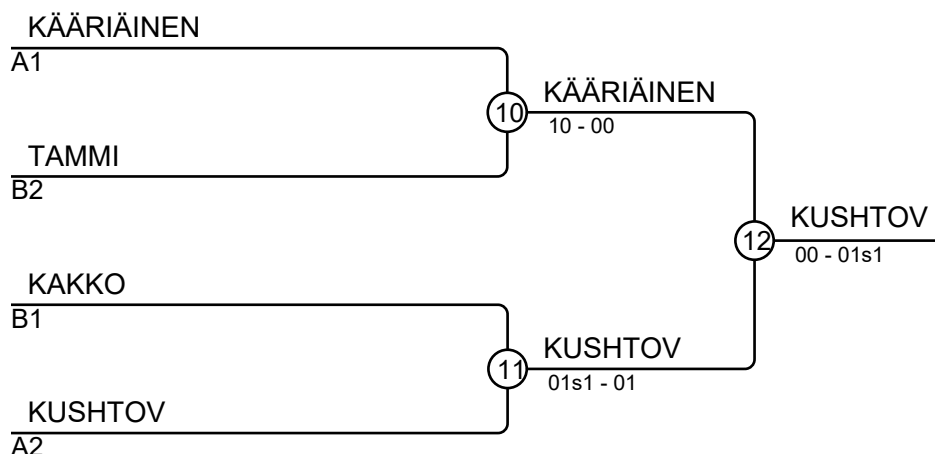 KÄÄRIÄINEN
A1
10
KÄÄRIÄINEN
10 - 00
TAMMI
B2
12
KUSHTOV
00 - 01s1
KAKKO
B1
11
KUSHTOV
01s1 - 01
KUSHTOV
A2